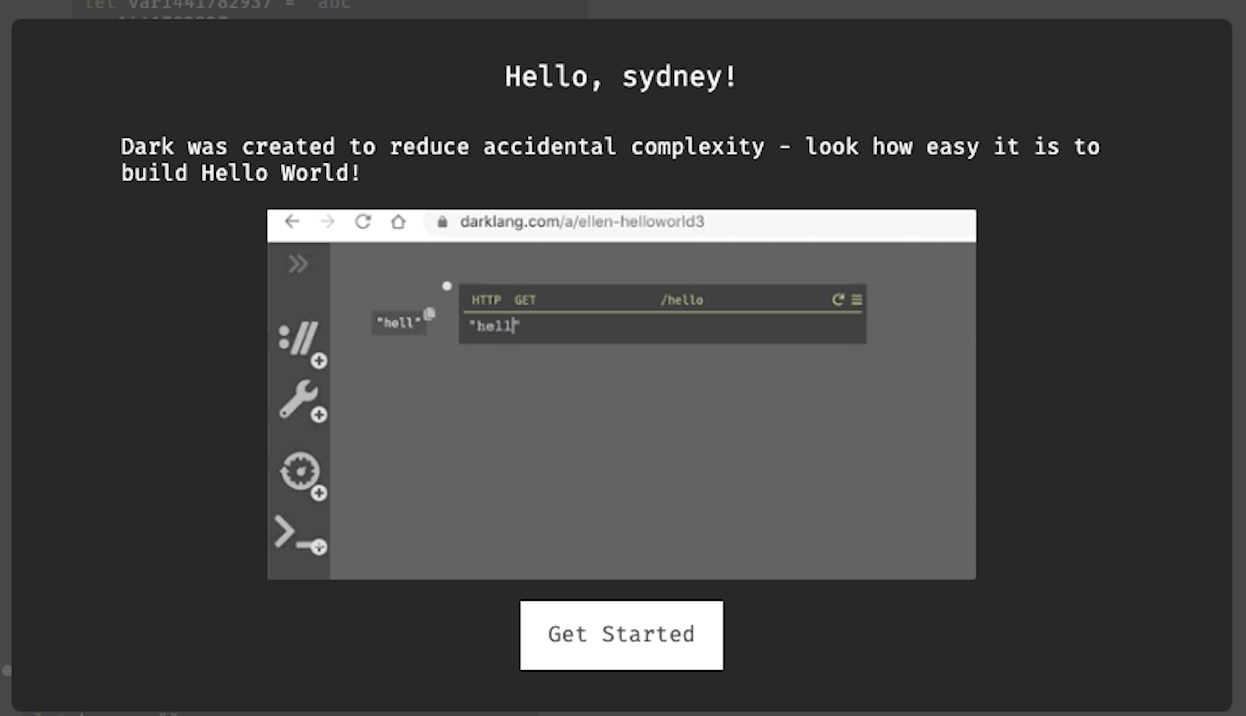 let var1441782937 = "abc
Hello, sydney!
Dark was created to reduce accidental complexity - look how easy it is to
build Hello World!
darklang.com/a/ellen-helloworld3
HTTP GET /hello
"hell" "hell"
Get Started